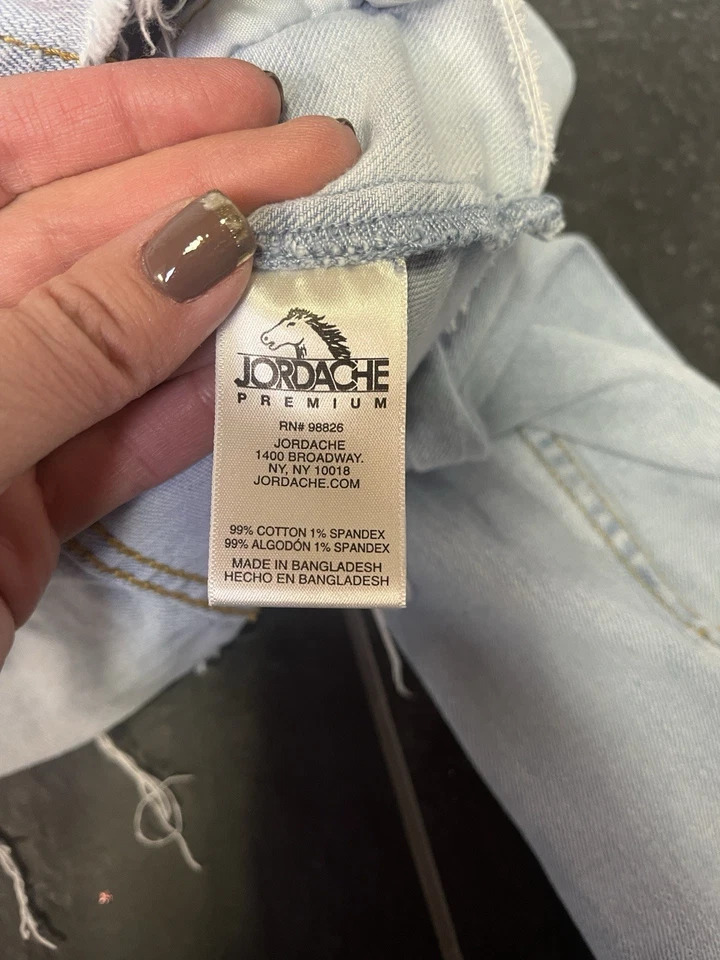 JORDACHE
PREMIUM
RN# 98826
JORDACHE
1400 BROADWAY.
NY, NY 10018
JORDACHE.COM
99% COTTON 1% SPANDEX
99% ALGODÓN 1% SPANDEX
MADE IN BANGLADESH
HECHO EN BANGLADESH